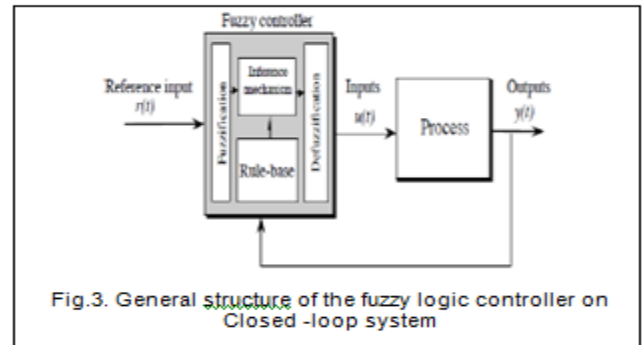 Fuzzy controller
Reference input
r(t)
Fuzzification
Inference
mechanism
Rule-base
Defuzzification
Inputs
u(t)
Process
Outputs
y(t)
Fig.3. General structure of the fuzzy logic controller on
Closed -loop system